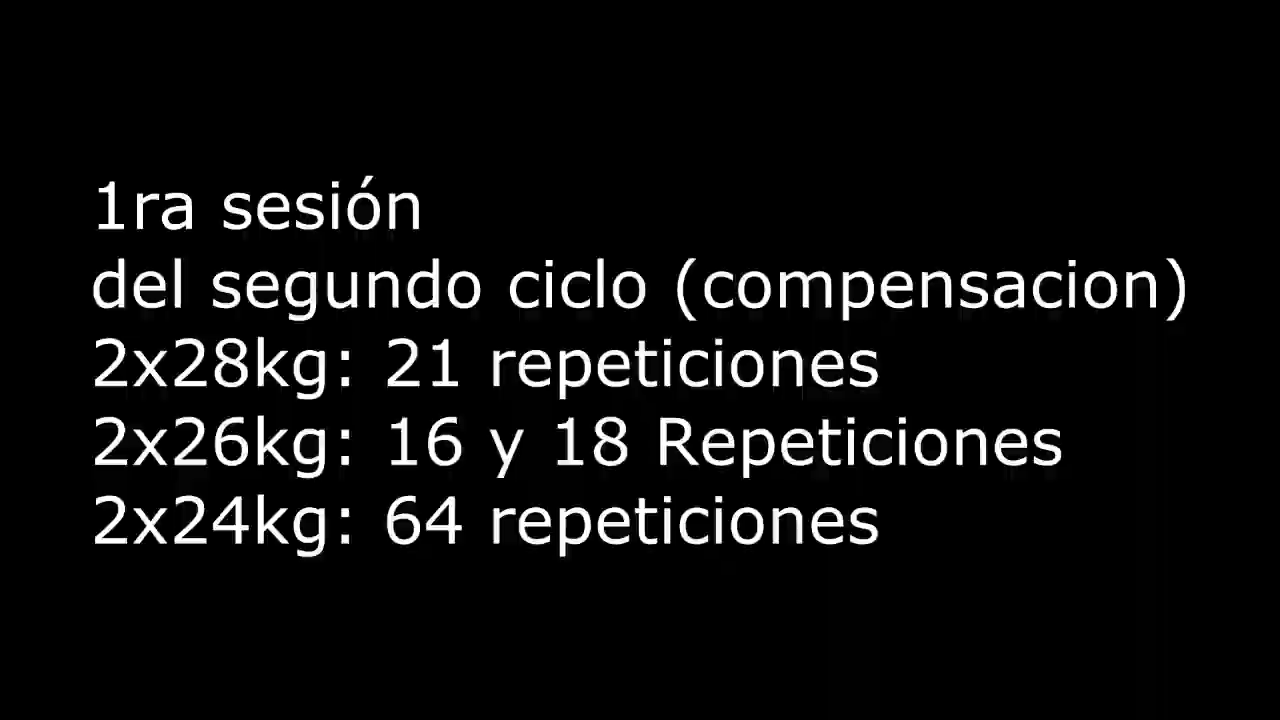 1ra sesión
del segundo ciclo (compensacion)
2x28kg: 21 repeticiones
2x26kg: 16 y 18 Repeticiones
2x24kg: 64 repeticiones